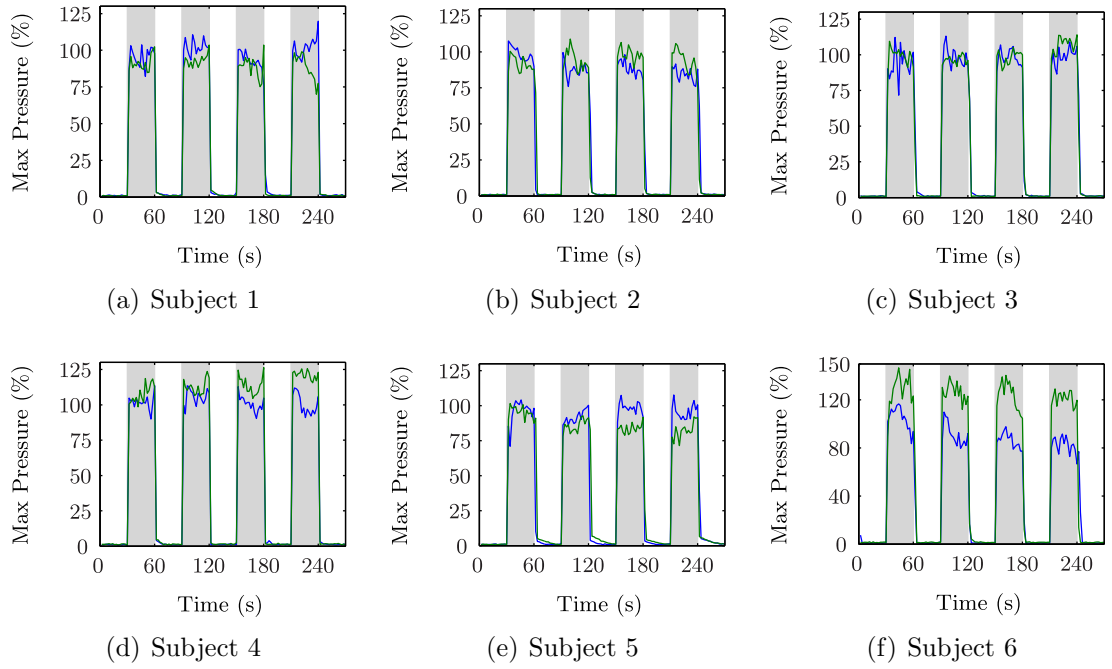 Max Pressure (%)
125
100
75
50
25
0
0 60 120 180 240
Time (s)
(a) Subject 1
Max Pressure (%)
125
100
75
50
25
0
0 60 120 180 240
Time (s)
(b) Subject 2
Max Pressure (%)
125
100
75
50
25
0
0 60 120 180 240
Time (s)
(c) Subject 3
Max Pressure (%)
125
100
75
50
25
0
0 60 120 180 240
Time (s)
(d) Subject 4
Max Pressure (%)
125
100
75
50
25
0
0 60 120 180 240
Time (s)
(e) Subject 5
Max Pressure (%)
150
120
80
40
0
0 60 120 180 240
Time (s)
(f) Subject 6